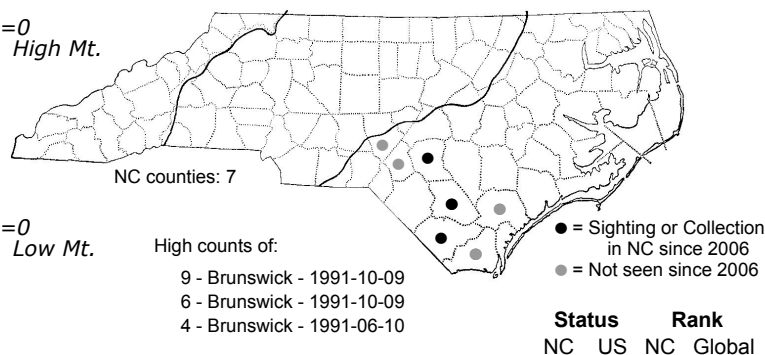 =0
High Mt.
NC counties: 7
=0
Low Mt.
High counts of:
9 - Brunswick - 1991-10-09
6 - Brunswick - 1991-10-09
4 - Brunswick - 1991-06-10
● = Sighting or Collection
in NC since 2006
● = Not seen since 2006
Status Rank
NC US NC Global